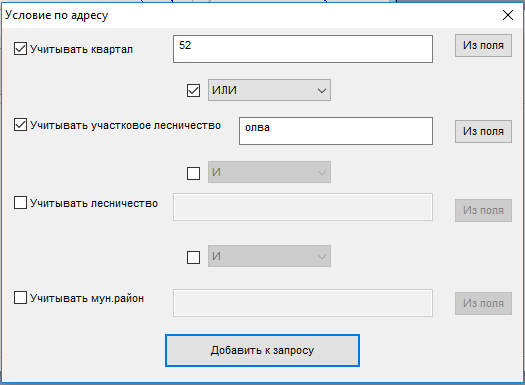 Условие по адресу
Учитывать квартал 52 Из поля
ИЛИ
Учитывать участковое лесничество олва Из поля
И
Учитывать лесничество Из поля
И
Учитывать мун.район Из поля
Добавить к запросу